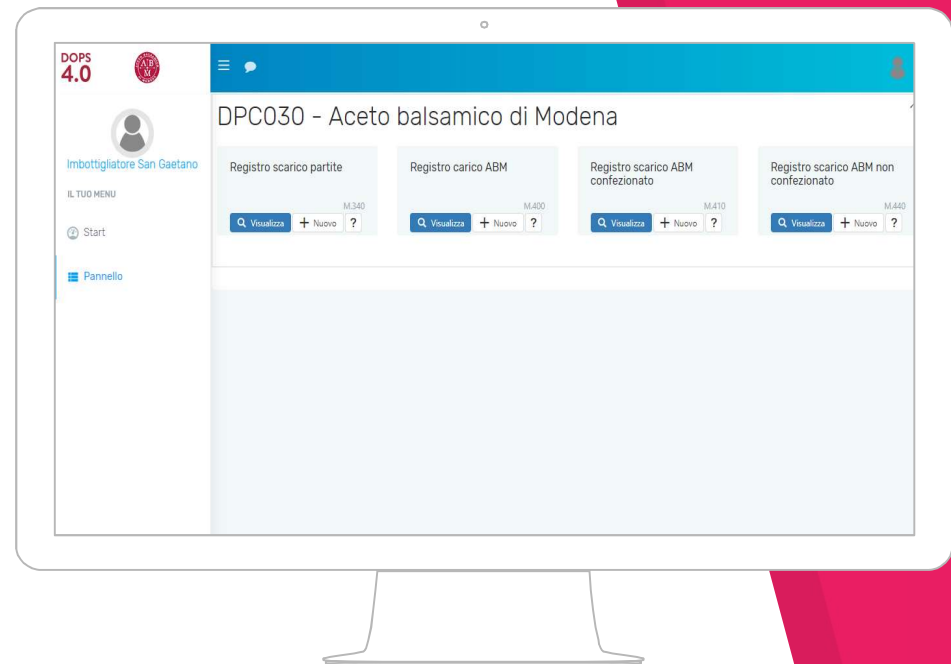 DOPS
4.0
ABM
Imbottigliatore San Gaetano
IL TUO MENU
Start
Pannello
DPC030 - Aceto balsamico di Modena
Registro scarico partite
M.340
Visualizza + Nuovo ?
Registro carico ABM
M.400
Visualizza + Nuovo ?
Registro scarico ABM
confezionato
M.410
Visualizza + Nuovo ?
Registro scarico ABM non
confezionato
M.440
Visualizza + Nuovo ?